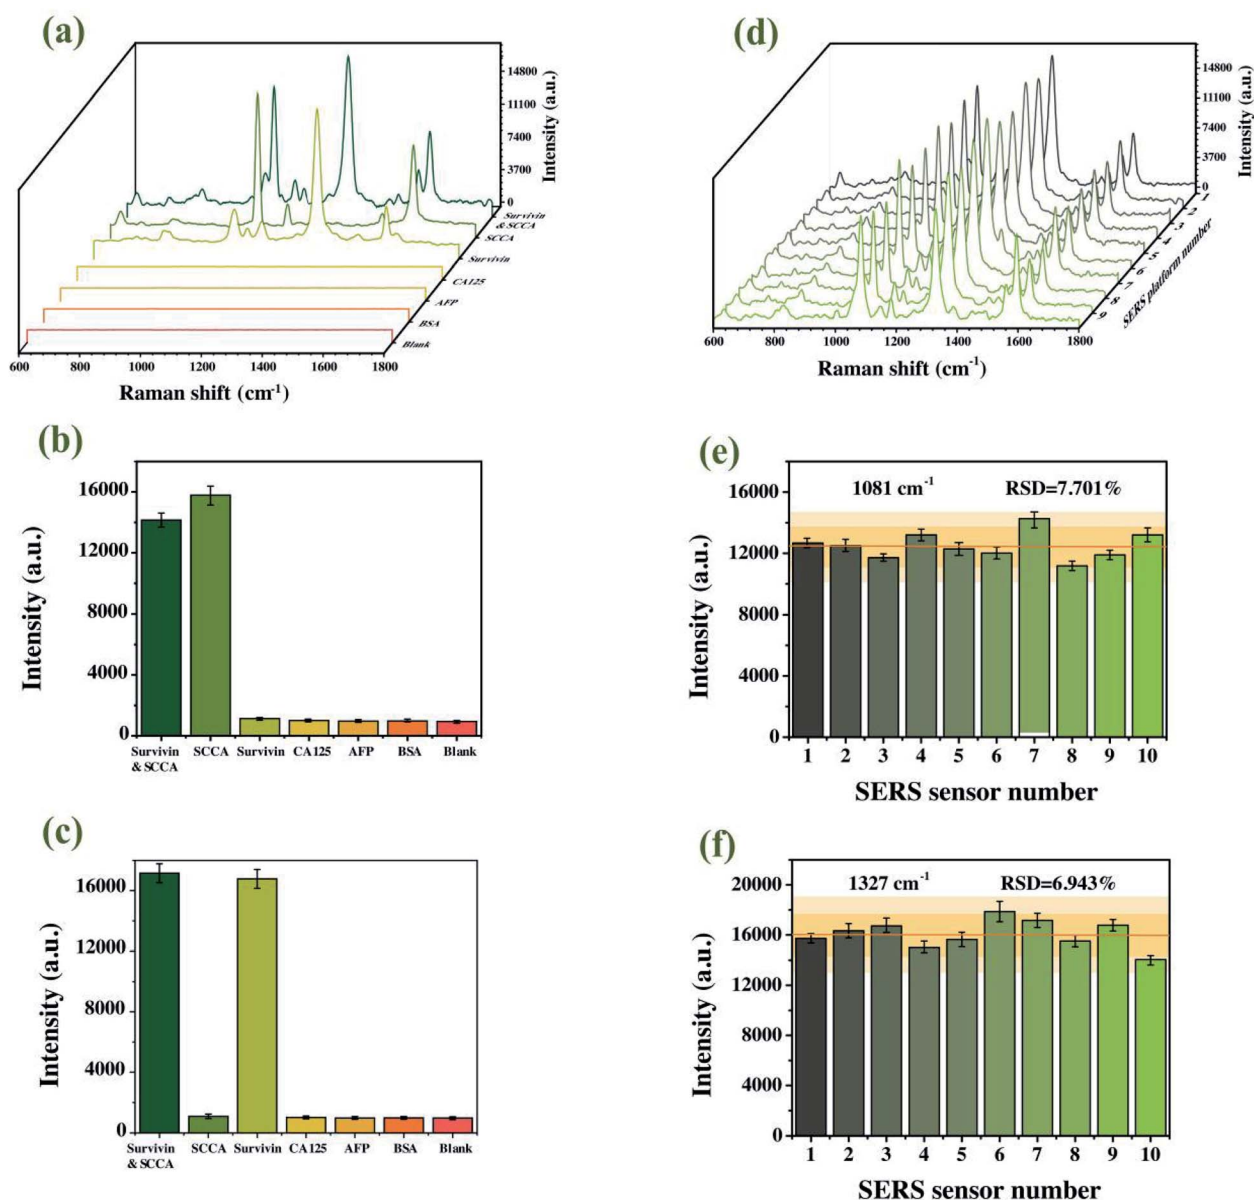 (a)
14800
11100
7400
3700
0
Intensity (a.u.)
Survivin
& SCCA
SCCA
Survivin
CA125
AFP
BSA
Blank
600 800 1000 1200 1400 1600 1800
Raman shift (cm-1)
(d)
14800
11100
7400
3700
0
Intensity (a.u.)
1
2
3
4
5
6
7
8
9
SERS platform number
600 800 1000 1200 1400 1600 1800
Raman shift (cm-1)
(b)
16000
12000
8000
4000
0
Intensity (a.u.)
Survivin SCCA Survivin CA125 AFP BSA Blank
& SCCA
(e)
1081 cm-1 RSD=7.701%
16000
12000
8000
4000
0
Intensity (a.u.)
1 2 3 4 5 6 7 8 9 10
SERS sensor number
(c)
16000
12000
8000
4000
0
Intensity (a.u.)
Survivin SCCA Survivin CA125 AFP BSA Blank
& SCCA
(f)
1327 cm-1 RSD=6.943%
20000
16000
12000
8000
4000
0
Intensity (a.u.)
1 2 3 4 5 6 7 8 9 10
SERS sensor number